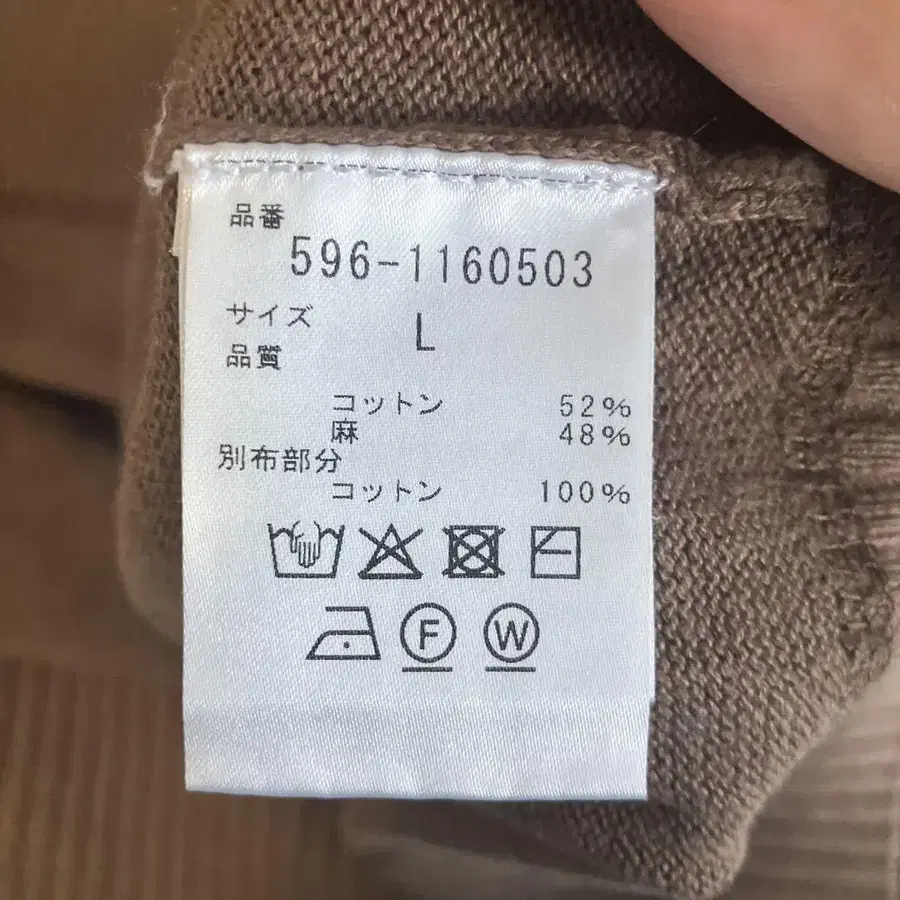 品番
596-1160503
サイズ L
品質
コットン 52%
麻 48%
別布部分
コットン 100%
F W